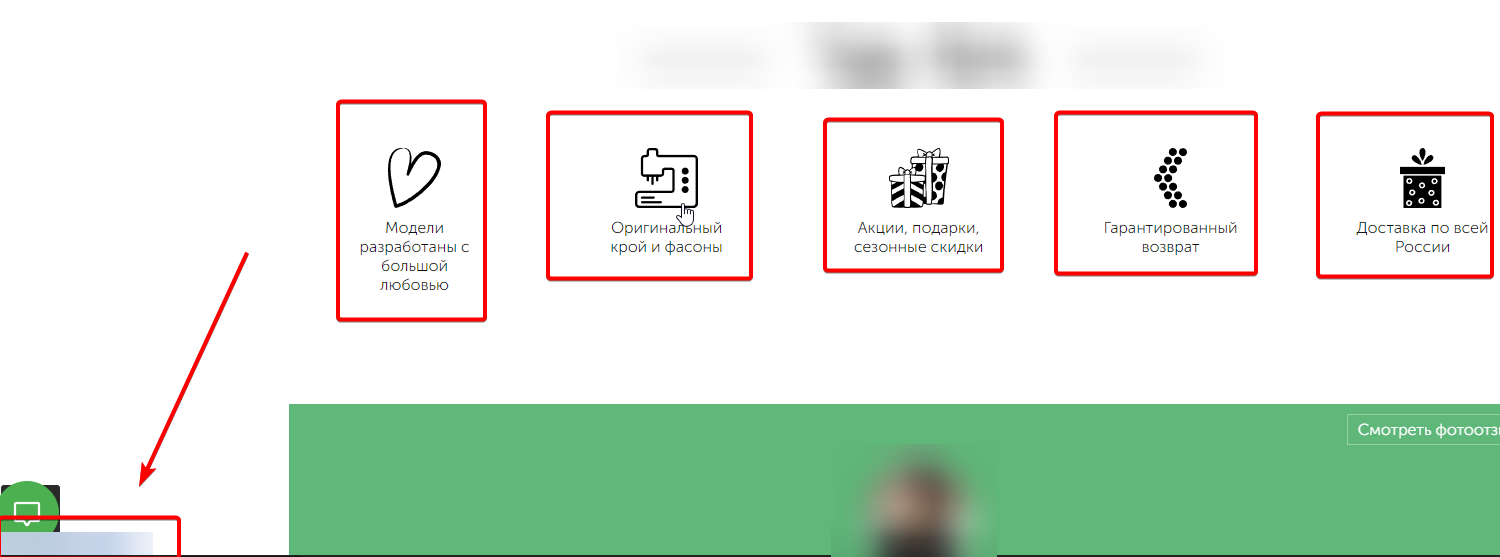 Модели
разработаны с
большой
любовью
Оригинальный
крой и фасоны
Акции, подарки,
сезонные скидки
Гарантированный
возврат
Доставка по всей
России
Смотреть фотоотз